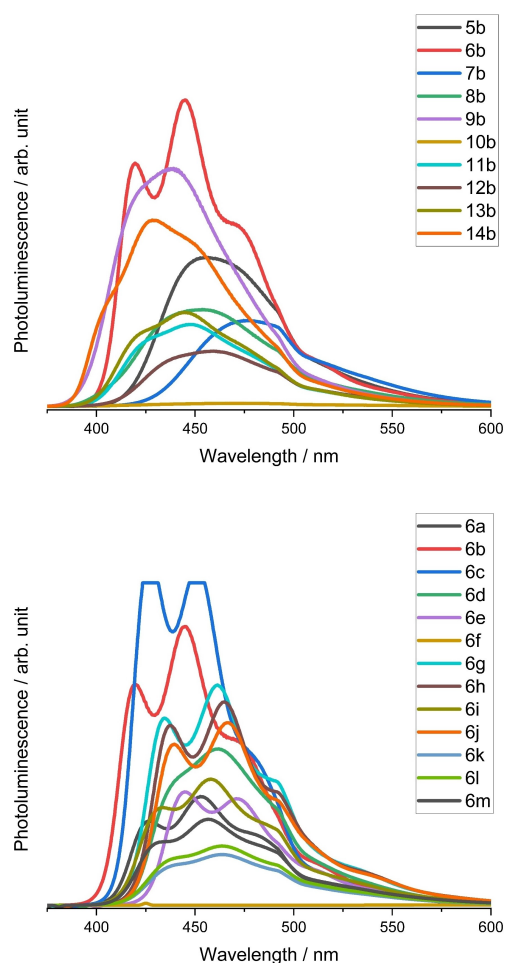 5b
6b
7b
8b
9b
10b
11b
12b
13b
14b
Photoluminescence / arb. unit
400 450 500 550 600
Wavelength / nm
6a
6b
6c
6d
6e
6f
6g
6h
6i
6j
6k
6l
6m
Photoluminescence / arb. unit
400 450 500 550 600
Wavelength / nm